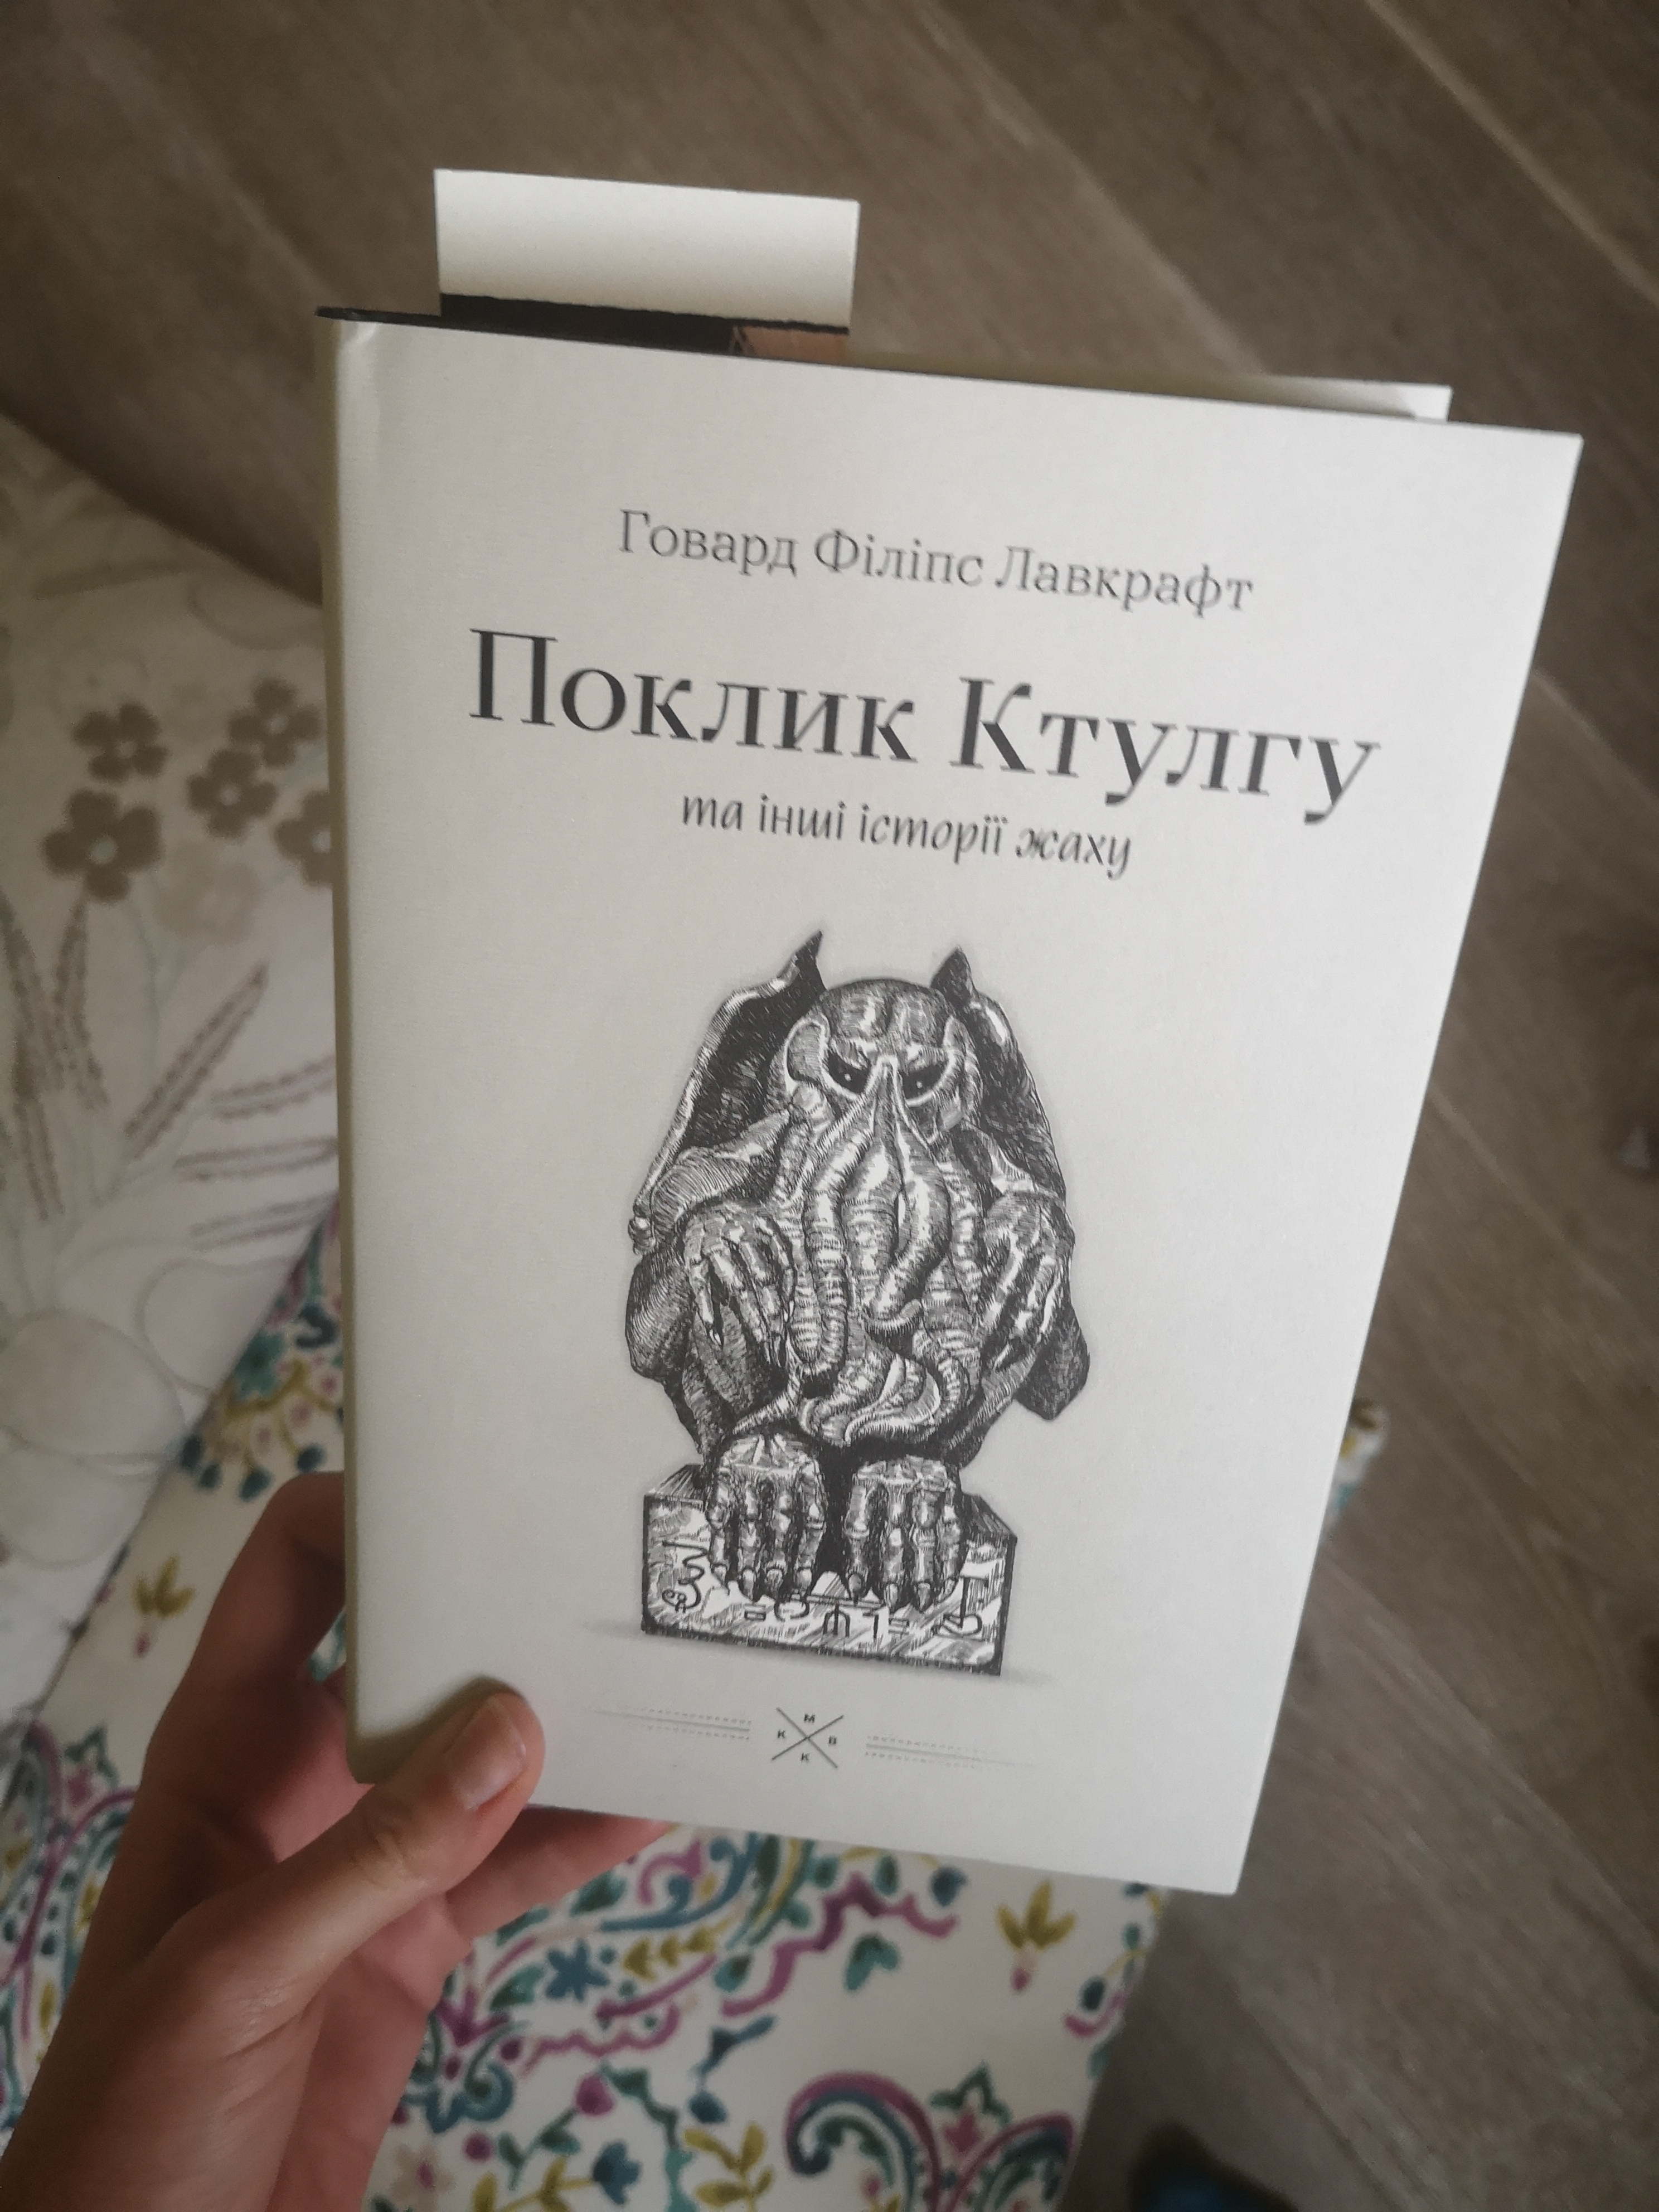 Говард Філіпс Лавкрафт
Поклик Ктулгу
та інші історії жаху
М
К В
К